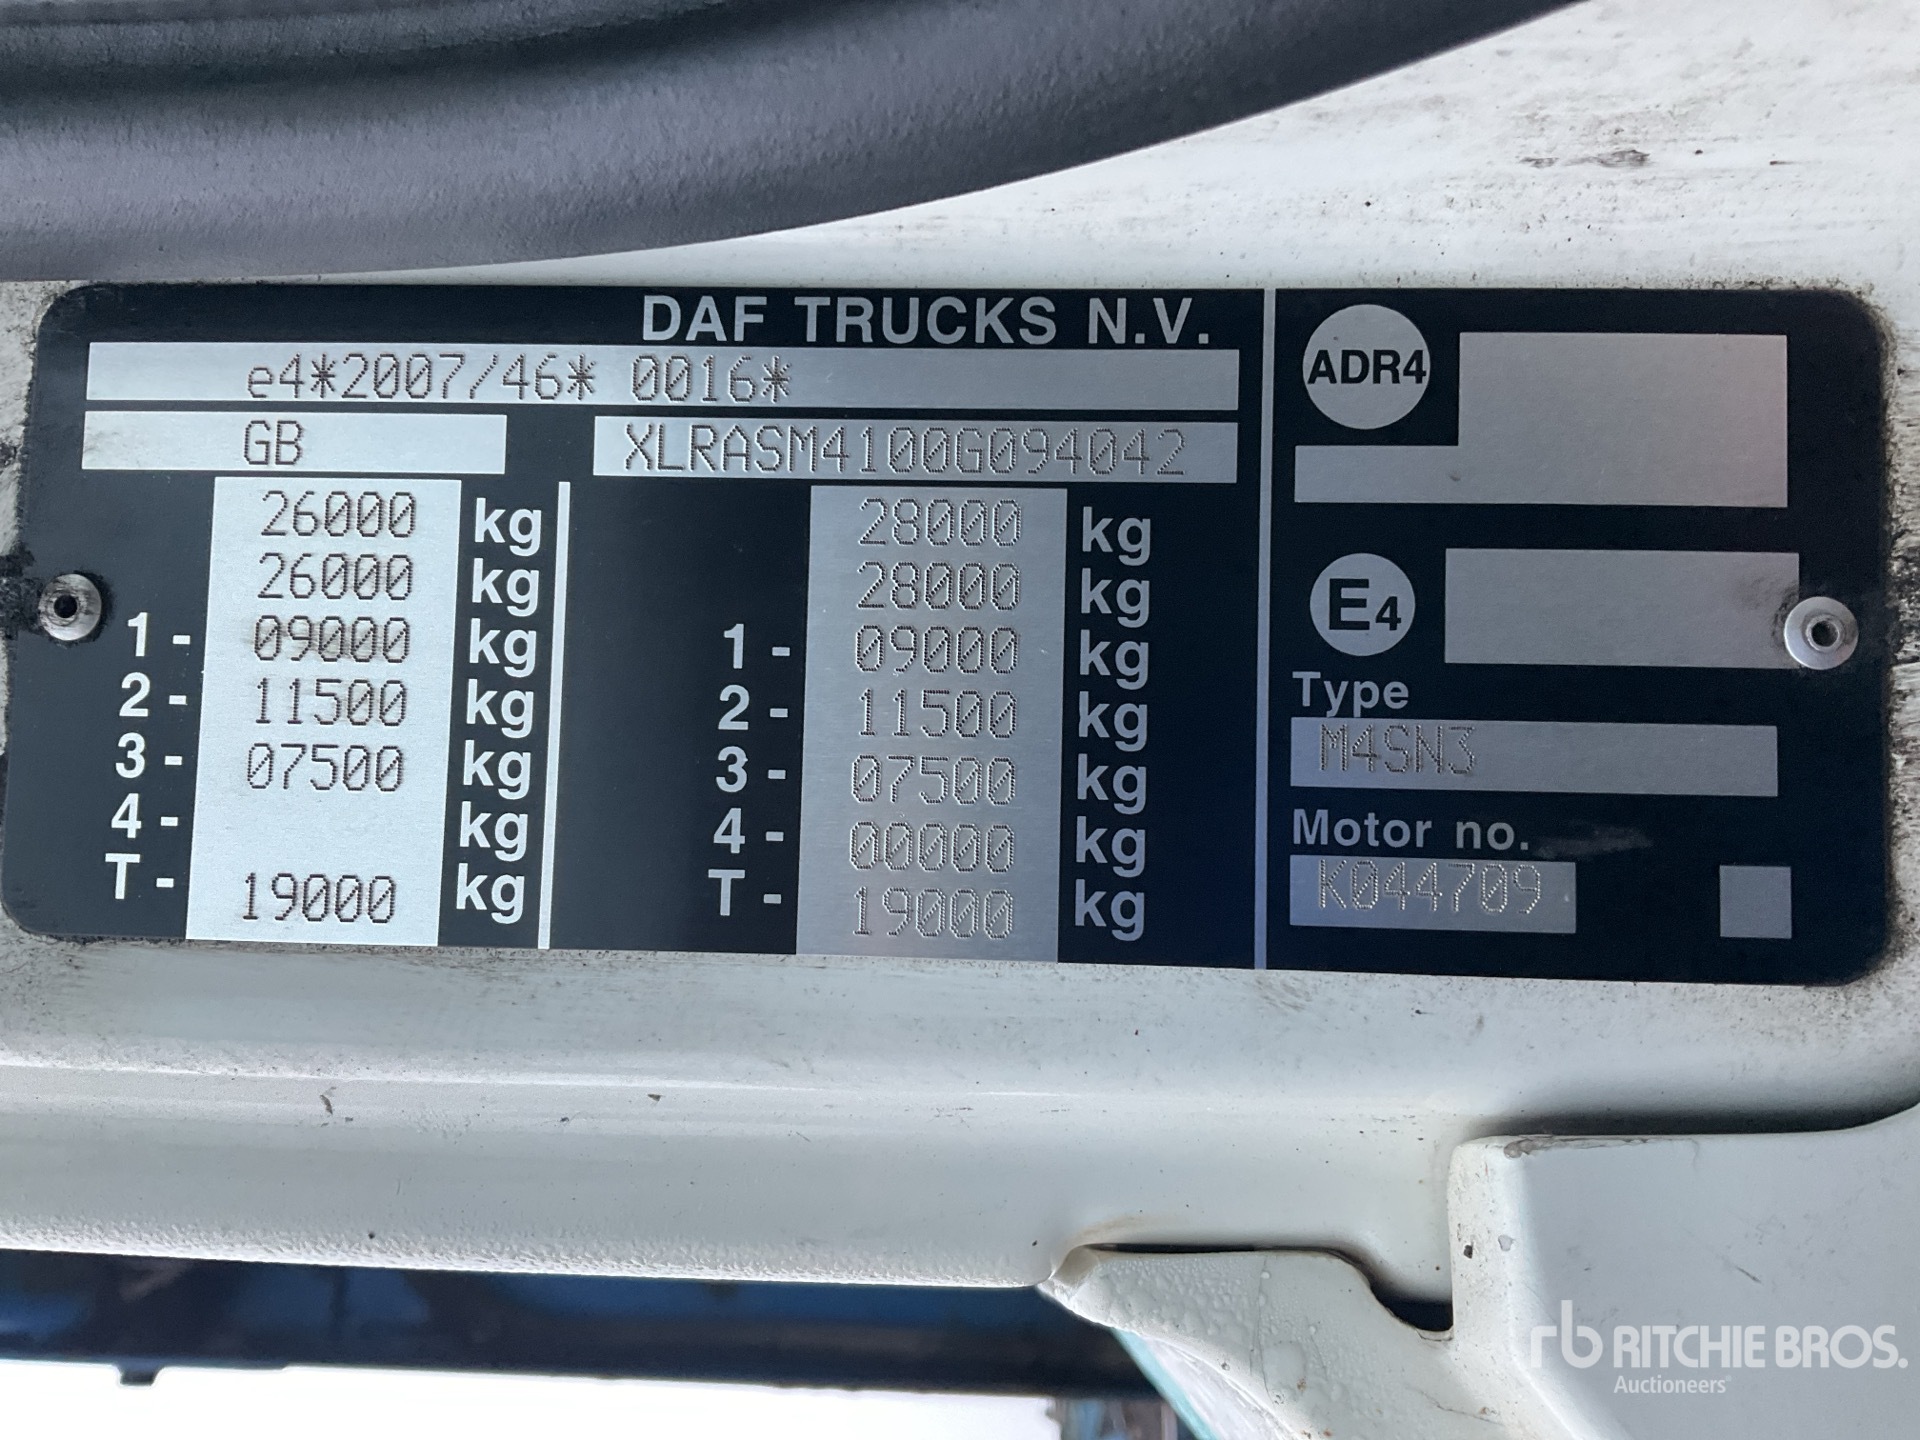 DAF TRUCKS N.V.
e4*2007/46* 0016*
GB XLRASM4100G094042
26000 kg 28000 kg
26000 kg 28000 kg
1- 09000 kg 1- 09000 kg
2- 11500 kg 2- 11500 kg
3- 07500 kg 3- 07500 kg
4- kg 4- 00000 kg
T- 19000 kg T- 19000 kg
ADR4
E4
Type
M4SN3
Motor no.
K044709
rb RITCHIE BROS.
Auctioneers